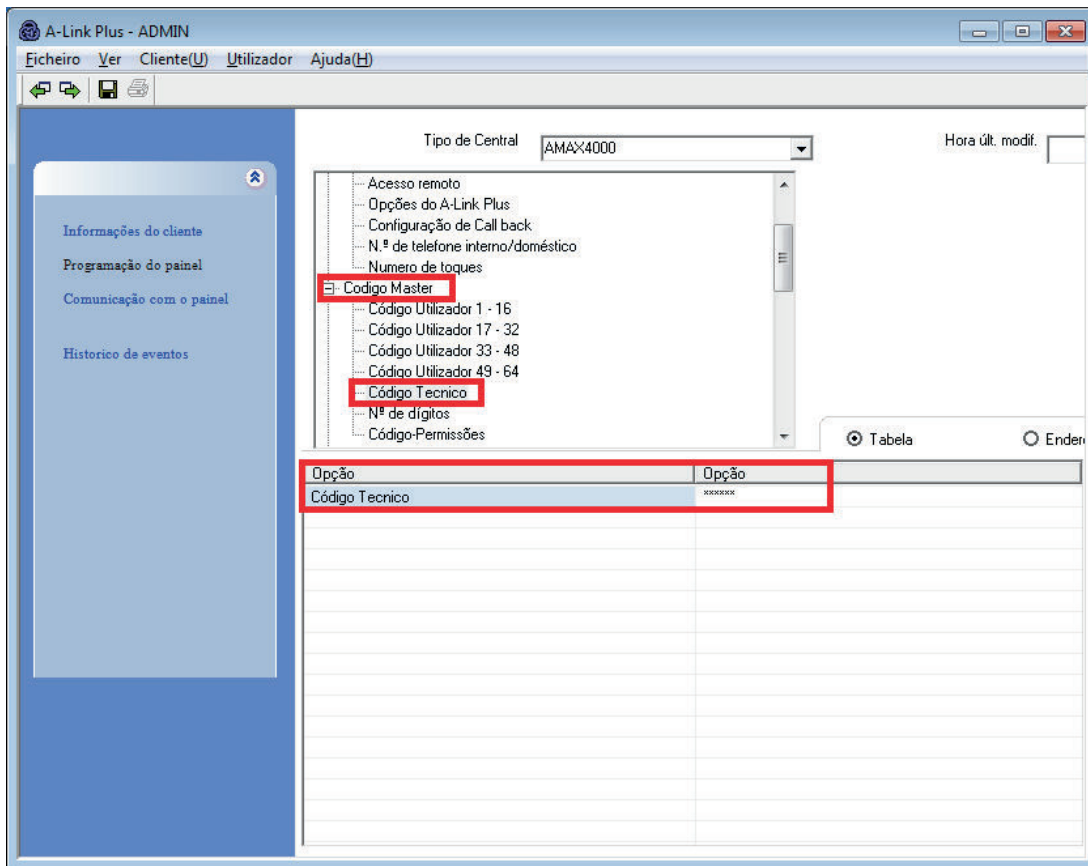 A-Link Plus - ADMIN
Ficheiro Ver Cliente(U) Utilizador Ajuda(H)
Tipo de Central AMAX4000 Hora últ. modif.
Informações do cliente
Programação do painel
Comunicação com o painel
Historico de eventos
Acesso remoto
Opções do A-Link Plus
Configuração de Call back
N.º de telefone interno/doméstico
Numero de toques
Codigo Master
Código Utilizador 1 - 16
Código Utilizador 17 - 32
Código Utilizador 33 - 48
Código Utilizador 49 - 64
Código Tecnico
Nº de dígitos
Código-Permissões
Tabela Ender
Opção Opção
Código Tecnico ******